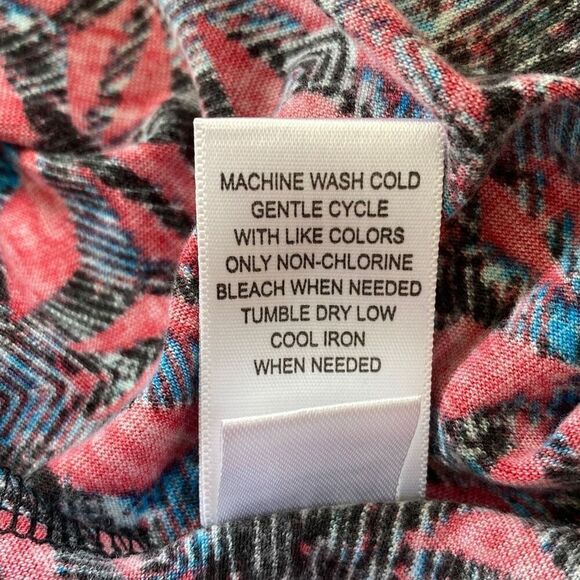 MACHINE WASH COLD
GENTLE CYCLE
WITH LIKE COLORS
ONLY NON-CHLORINE
BLEACH WHEN NEEDED
TUMBLE DRY LOW
COOL IRON
WHEN NEEDED